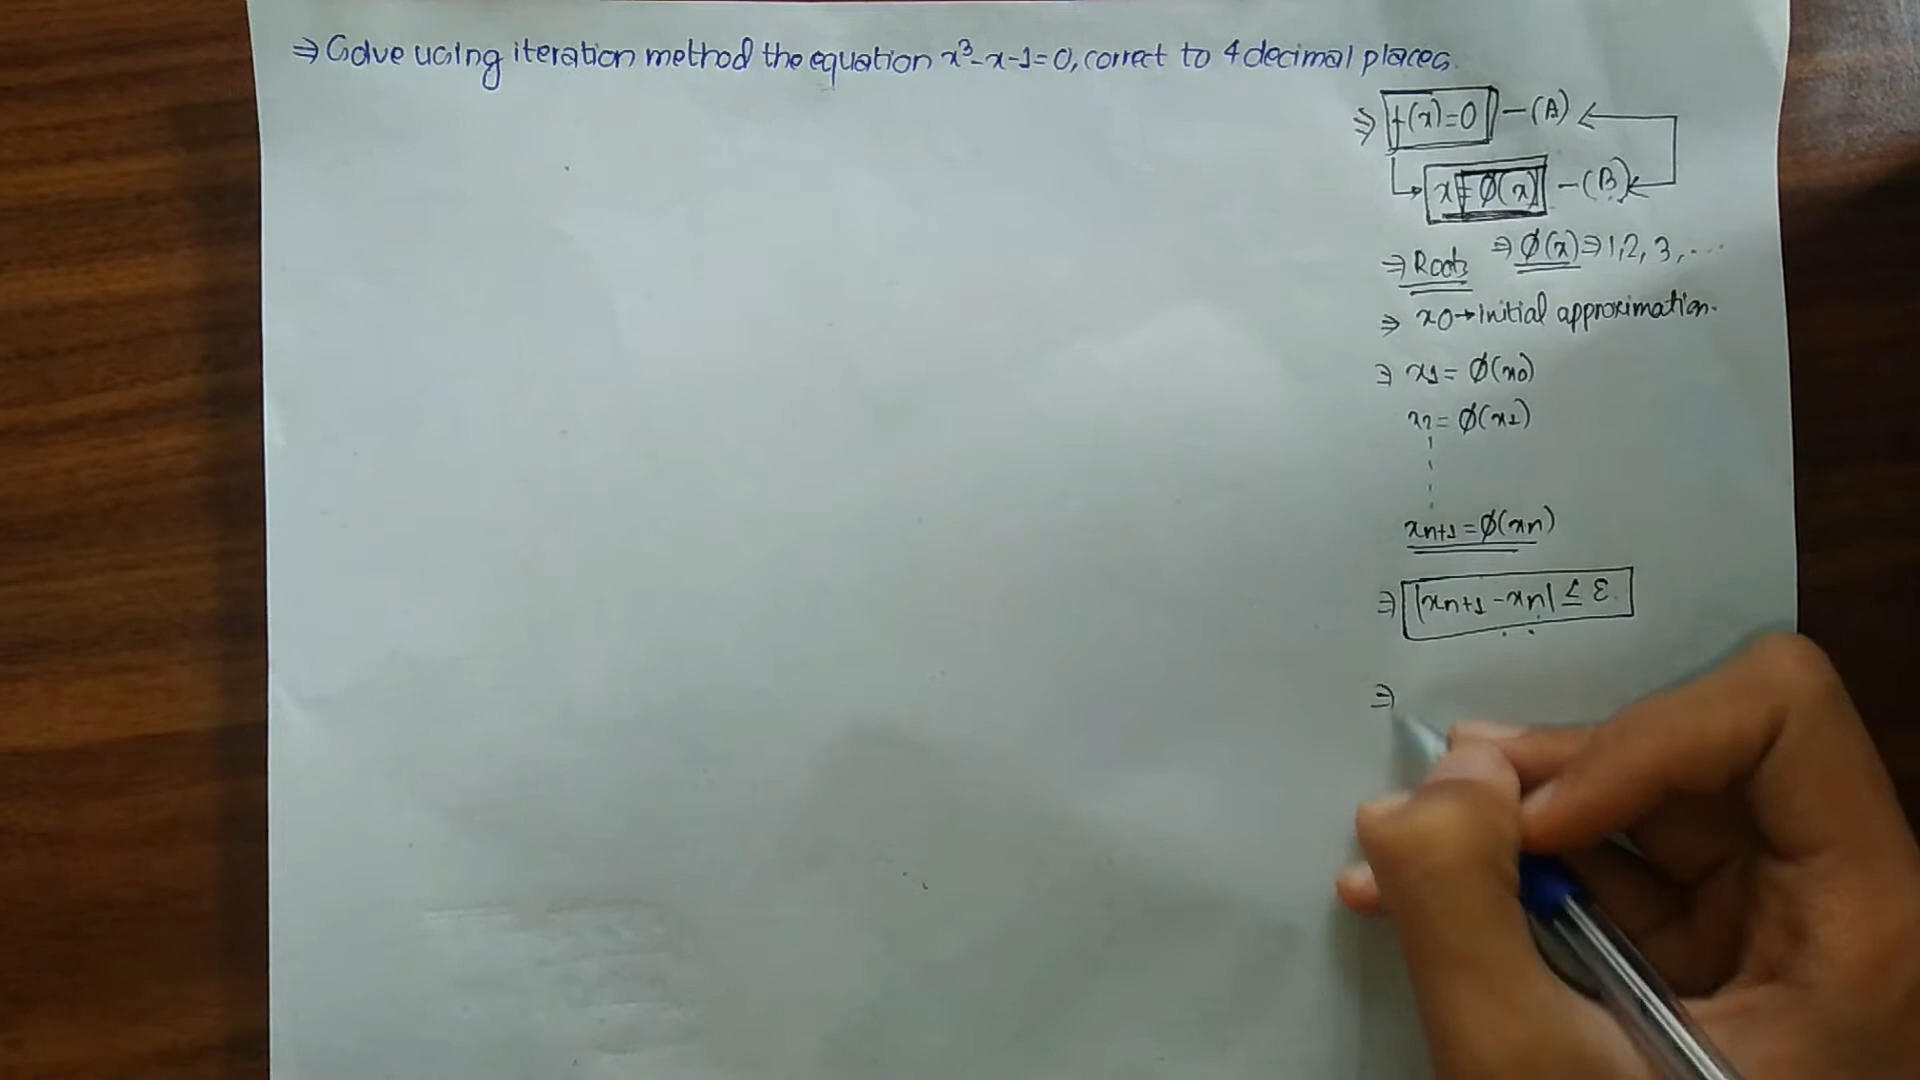 ⇒ Solve using iteration method the equation x³-x-1=0, correct to 4 decimal places.
⇒ f(x)=0 -(A)
x=ϕ(x) -(B)
⇒ Roots ⇒ ϕ(x)⇒1,2,3,...
⇒ x0→Initial approximation.
⇒ x1= ϕ(x0)
x2= ϕ(x1)
xn+1=ϕ(xn)
⇒ |xn+1-xn| ≤ ε
⇒